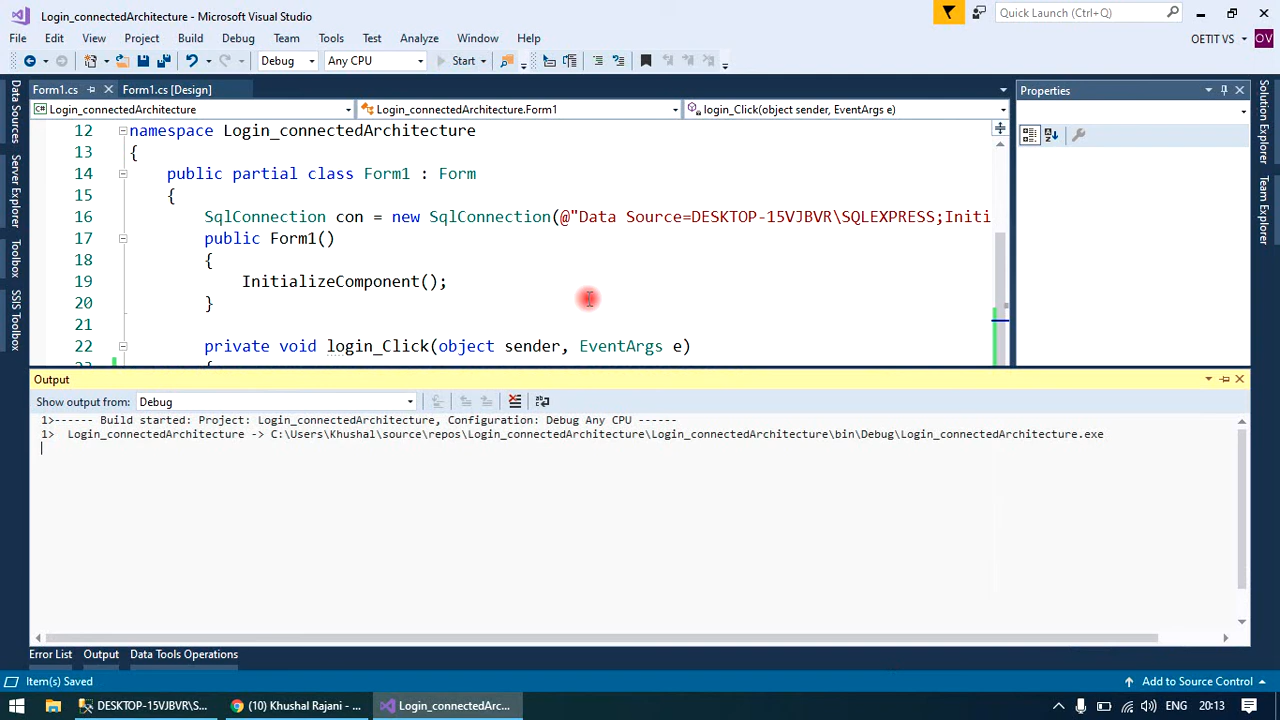 Login_connectedArchitecture - Microsoft Visual Studio
Quick Launch (Ctrl+Q)
File Edit View Project Build Debug Team Tools Test Analyze Window Help
OETIT VS OV
Debug Any CPU Start
Form1.cs Form1.cs [Design]
Properties
Login_connectedArchitecture Login_connectedArchitecture.Form1 login_Click(object sender, EventArgs e)
12 namespace Login_connectedArchitecture
13 {
14 public partial class Form1 : Form
15 {
16 SqlConnection con = new SqlConnection(@"Data Source=DESKTOP-15VJBVR\SQLEXPRESS;Initi
17 public Form1()
18 {
19 InitializeComponent();
20 }
21
22 private void login_Click(object sender, EventArgs e)
Data Sources
Server Explorer
Toolbox
SSIS Toolbox
Solution Explorer
Team Explorer
Output
Show output from: Debug
1>------ Build started: Project: Login_connectedArchitecture, Configuration: Debug Any CPU ------
1> Login_connectedArchitecture -> C:\Users\Khushal\source\repos\Login_connectedArchitecture\Login_connectedArchitecture\bin\Debug\Login_connectedArchitecture.exe
Error List Output Data Tools Operations
Item(s) Saved
Add to Source Control
DESKTOP-15VJBVR\S... (10) Khushal Rajani - ... Login_connectedArc...
ENG 20:13